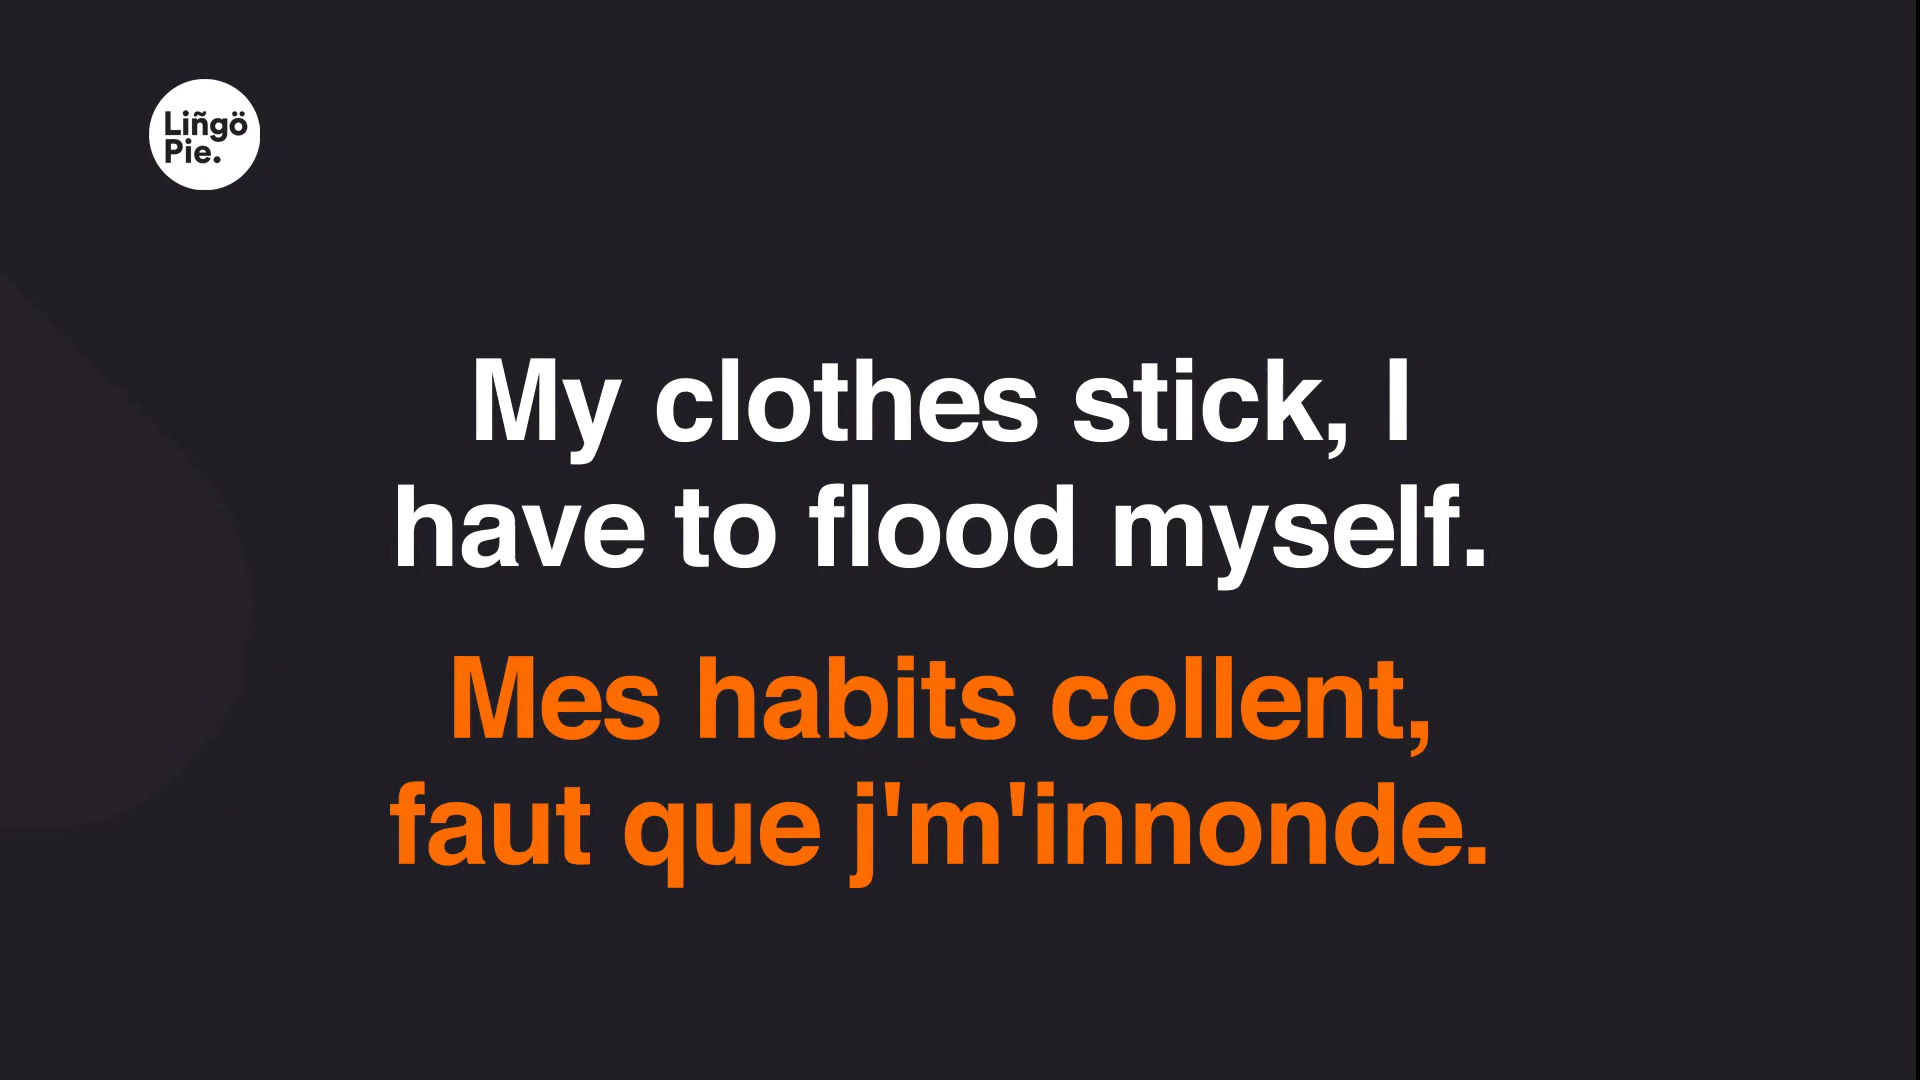 Liñgö
Pie.
My clothes stick, I
have to flood myself.
Mes habits collent,
faut que j'm'innonde.